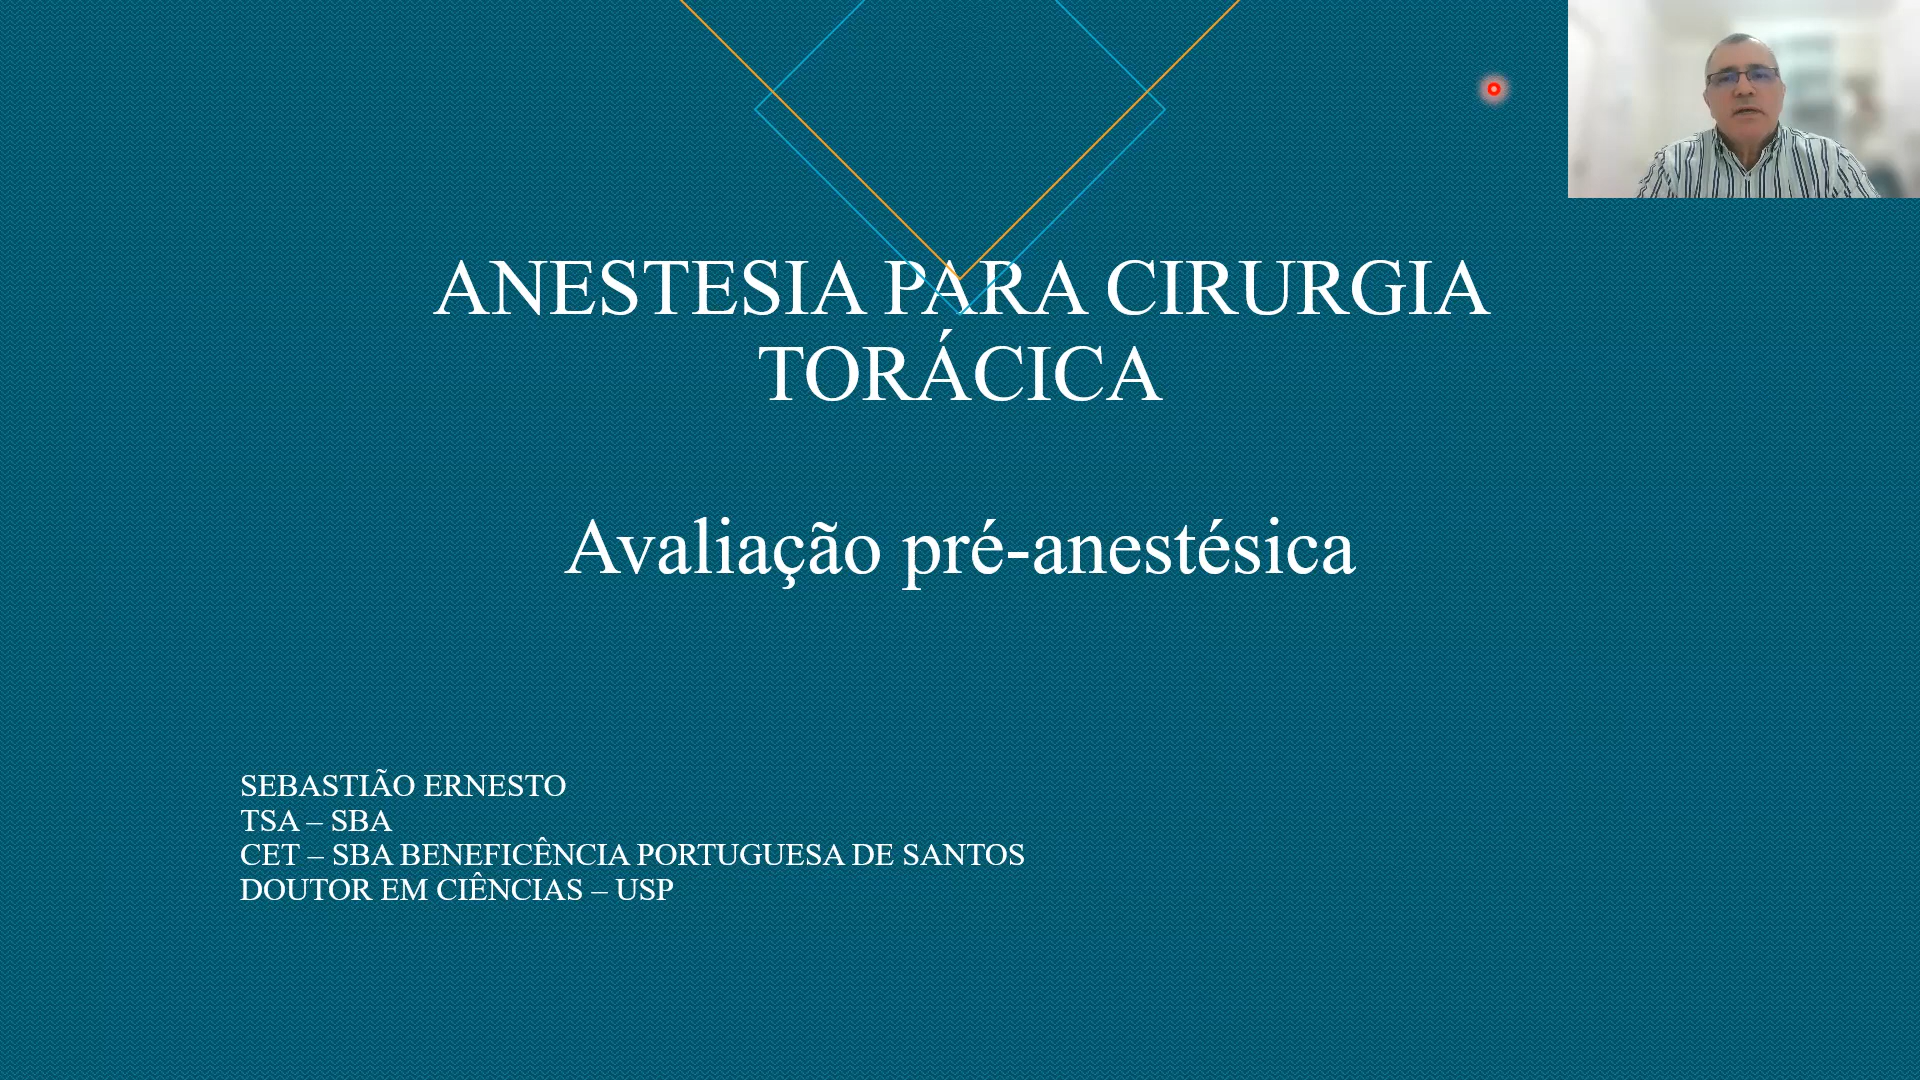 ANESTESIA PARA CIRURGIA
TORÁCICA
Avaliação pré-anestésica
SEBASTIÃO ERNESTO
TSA – SBA
CET – SBA BENEFICÊNCIA PORTUGUESA DE SANTOS
DOUTOR EM CIÊNCIAS – USP